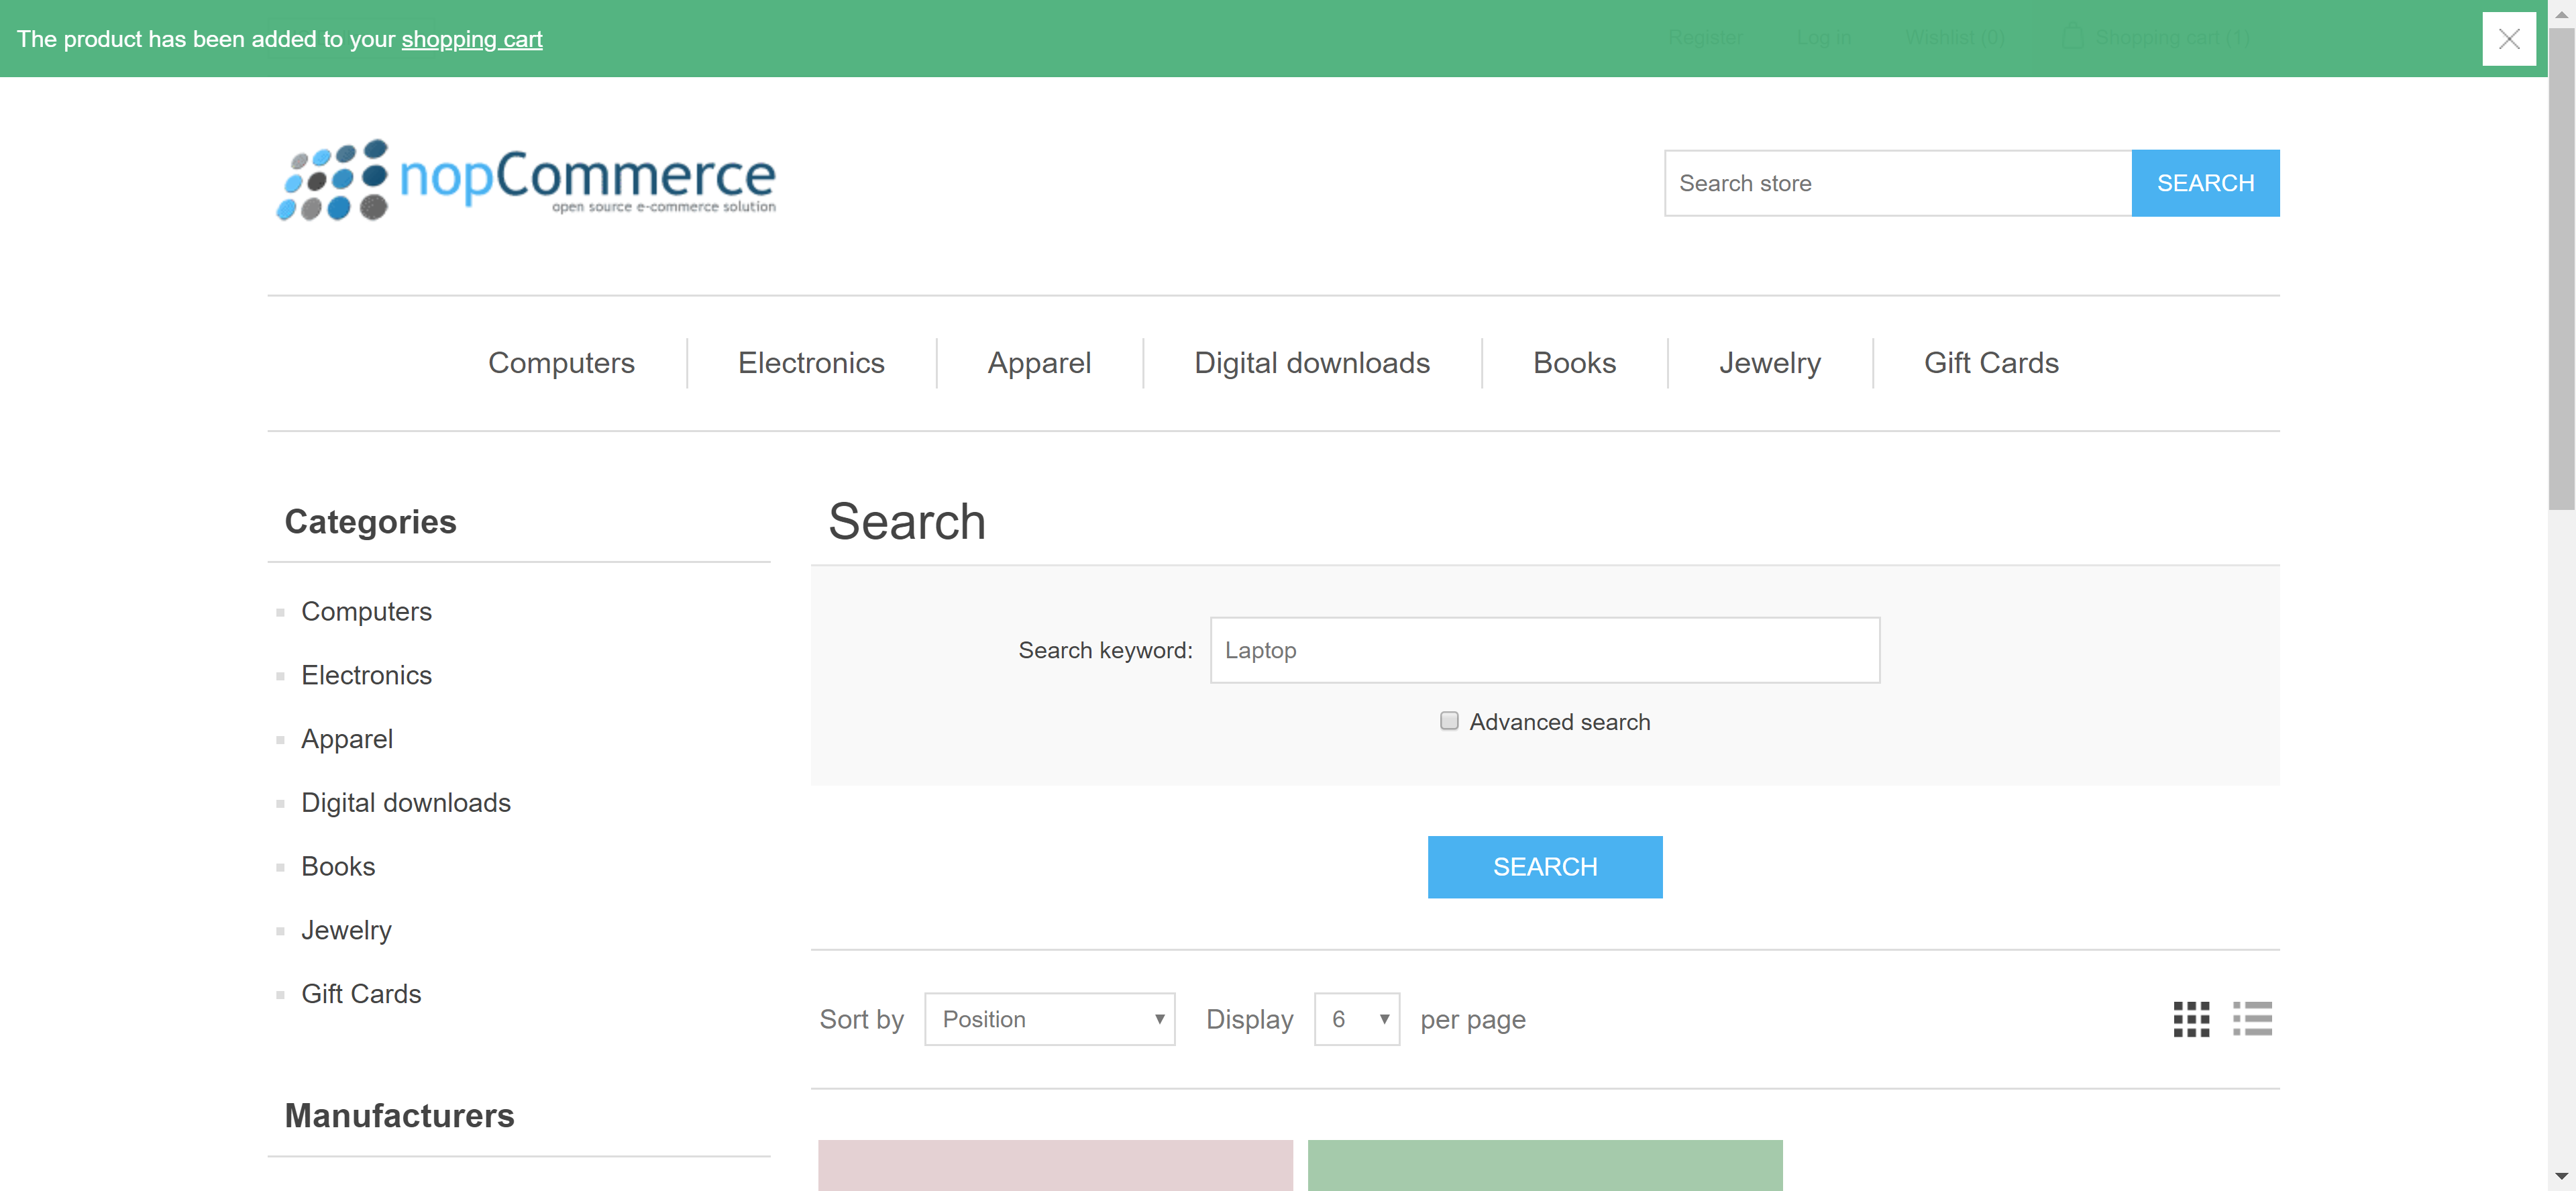 The product has been added to your shopping cart
Register Log in Wishlist (0) Shopping cart (1)
nopCommerce
open source e-commerce solution
Search store SEARCH
Computers Electronics Apparel Digital downloads Books Jewelry Gift Cards
Categories
Computers
Electronics
Apparel
Digital downloads
Books
Jewelry
Gift Cards
Manufacturers
Search
Search keyword: Laptop
Advanced search
SEARCH
Sort by Position Display 6 per page